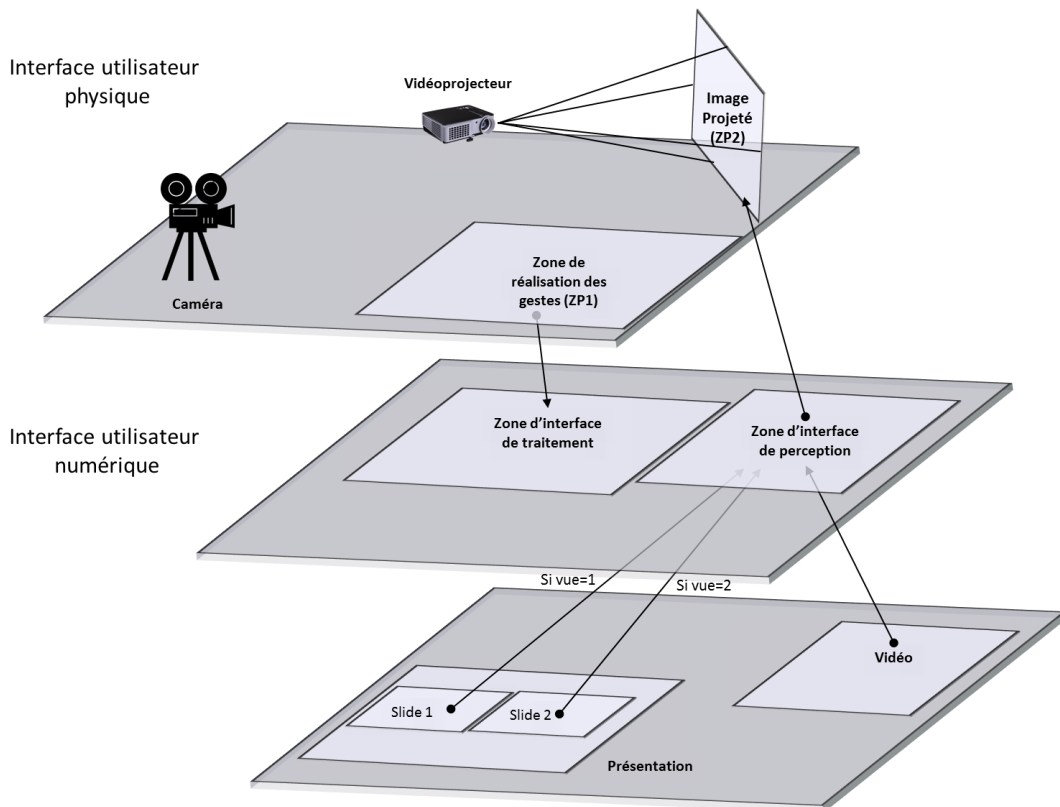 Interface utilisateur
physique
Vidéoprojecteur
Image
Projeté
(ZP2)
Caméra
Zone de
réalisation des
gestes (ZP1)
Interface utilisateur
numérique
Zone d'interface
de traitement
Zone d'interface
de perception
Si vue=1
Si vue=2
Vidéo
Slide 1
Slide 2
Présentation